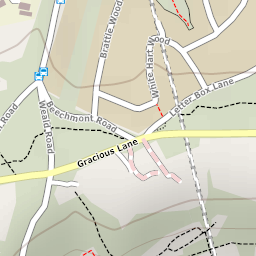 Brattle Wood
White Hart Wood
Letter Box Lane
Beechmont Road
Weald Road
Road
Gracious Lane